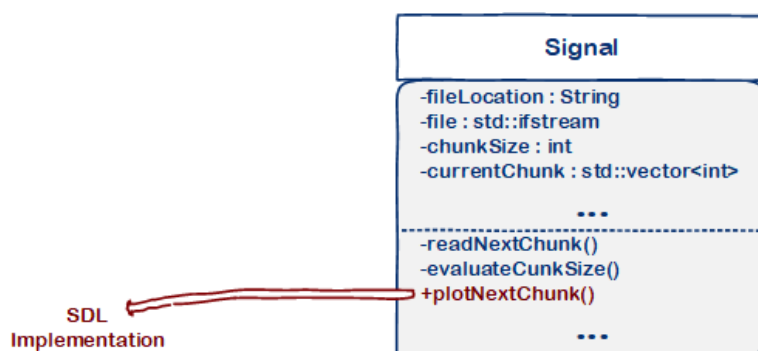 Signal
-fileLocation : String
-file : std::ifstream
-chunkSize : int
-currentChunk : std::vector<int>
...
-readNextChunk()
-evaluateCunkSize()
+plotNextChunk()
...
SDL
Implementation